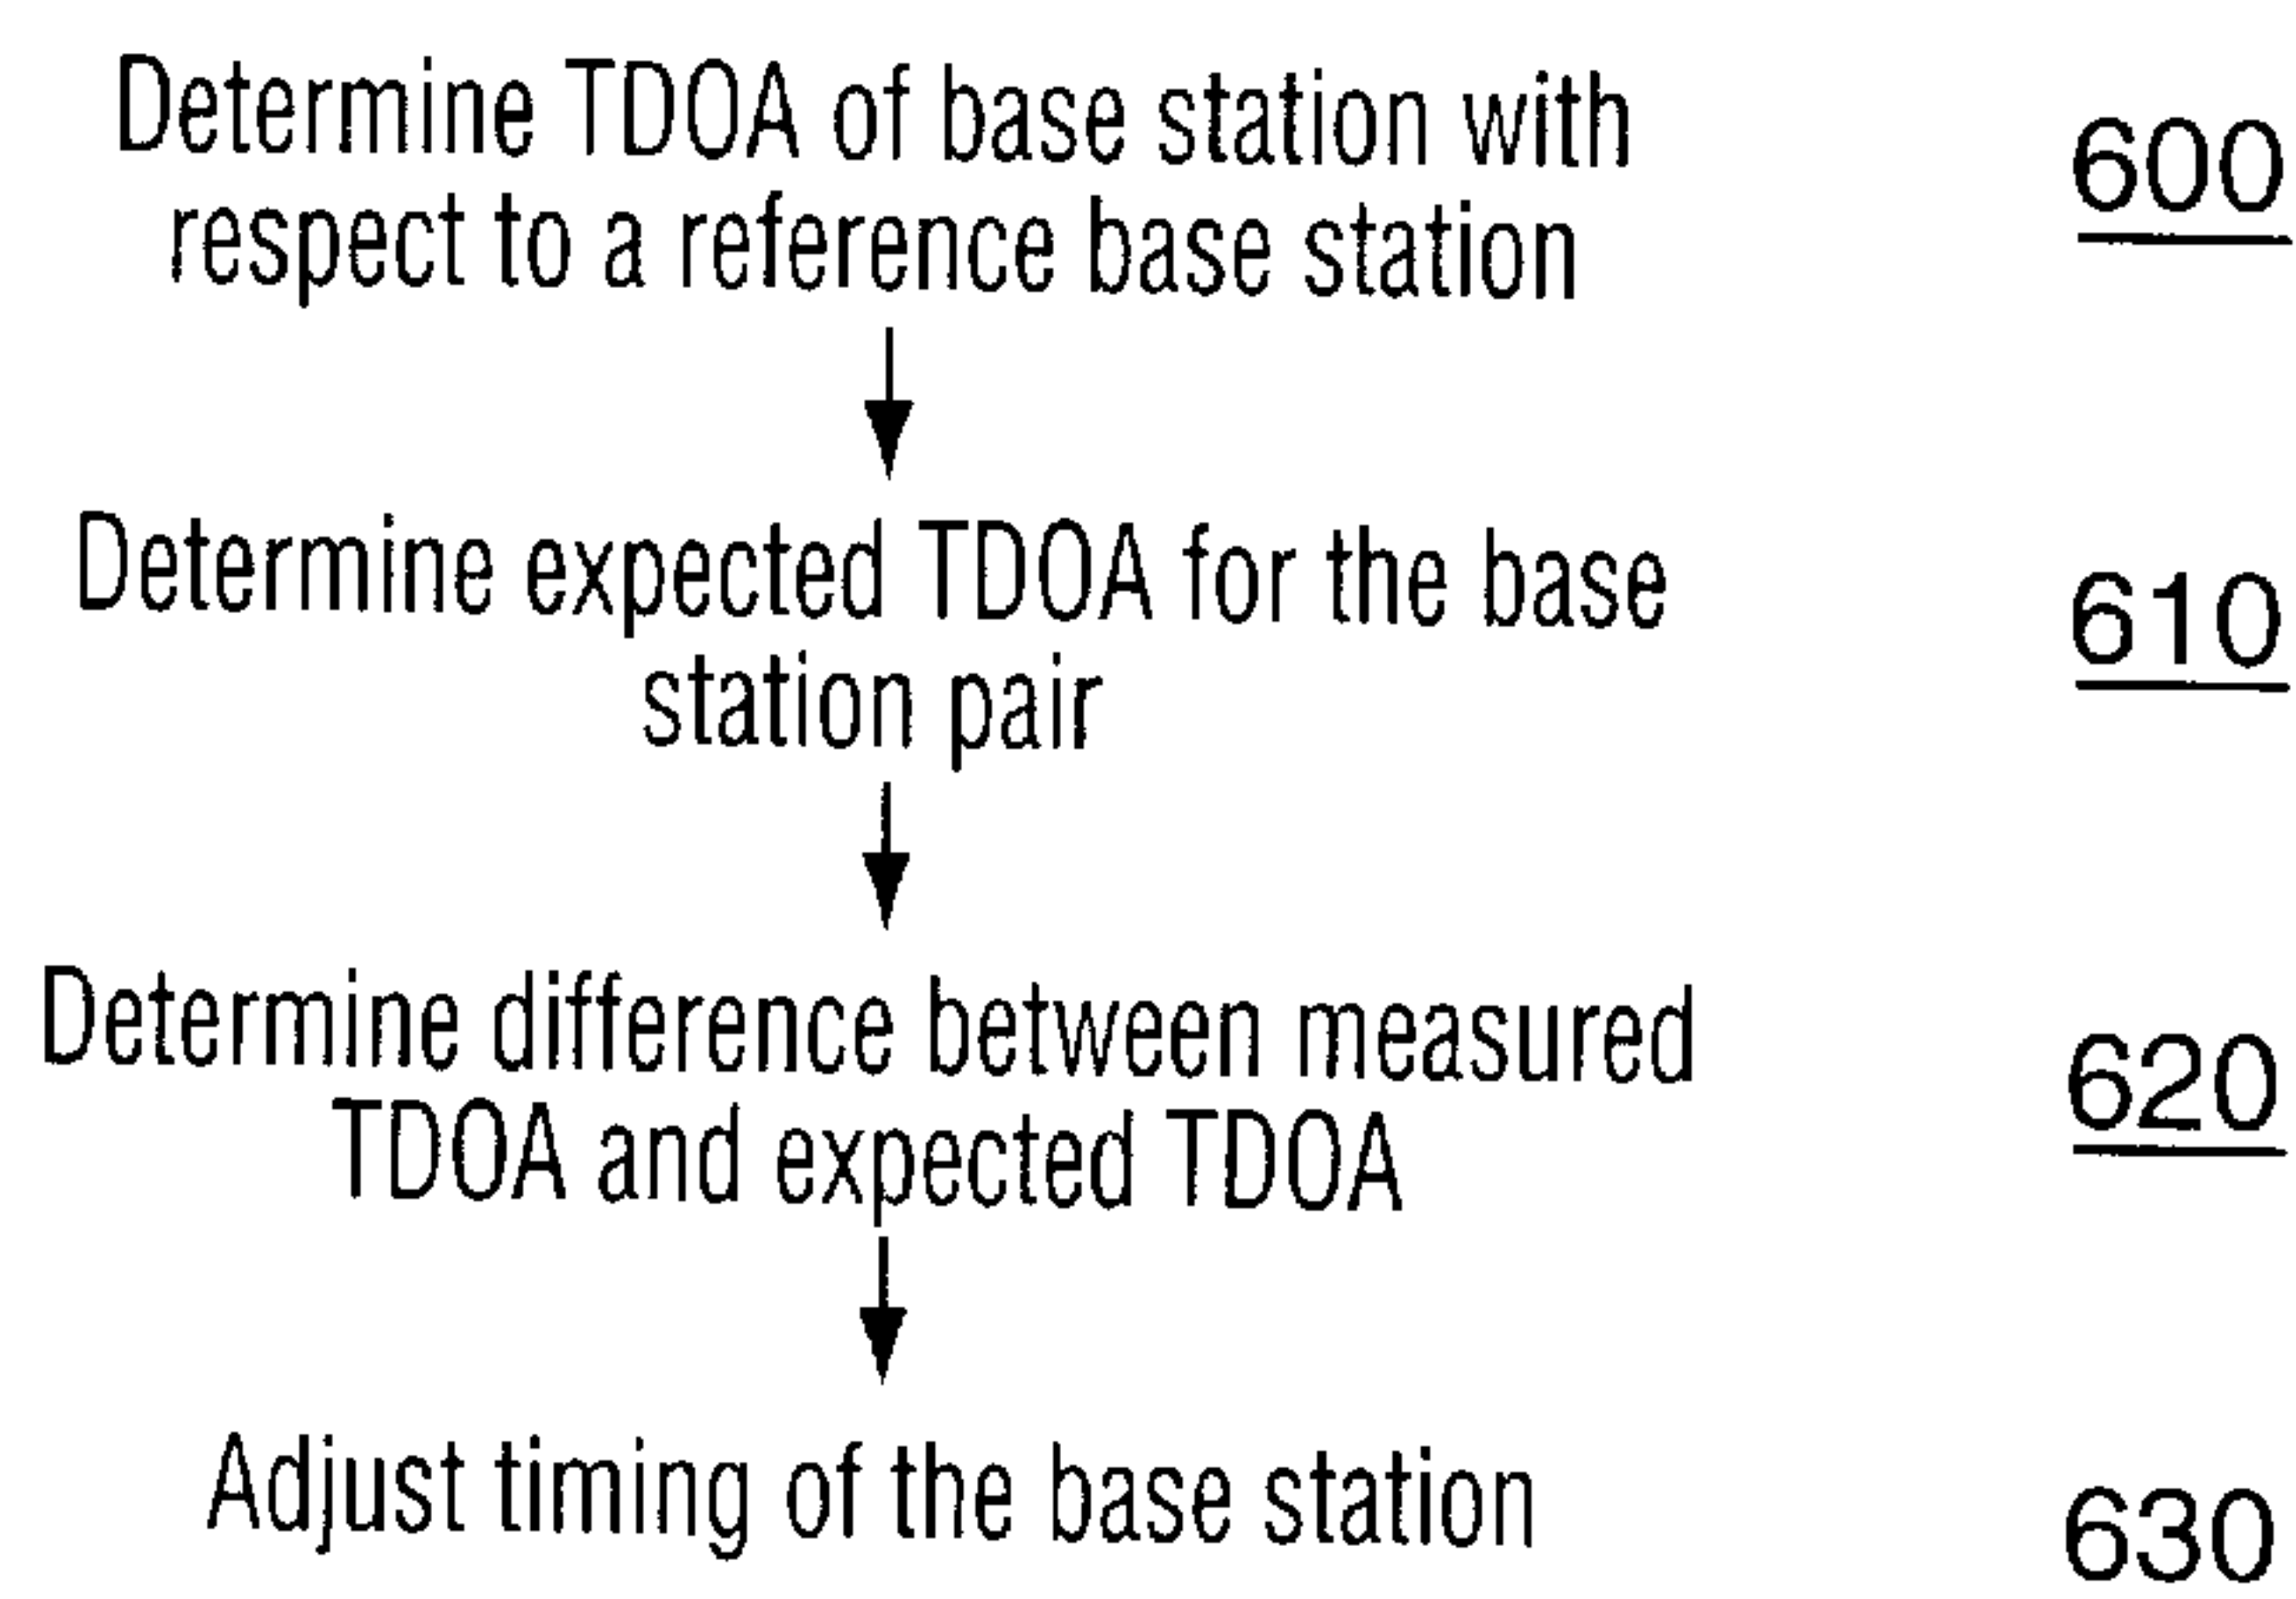 Determine TDOA of base station with
respect to a reference base station
600
Determine expected TDOA for the base
station pair
610
Determine difference between measured
TDOA and expected TDOA
620
Adjust timing of the base station
630